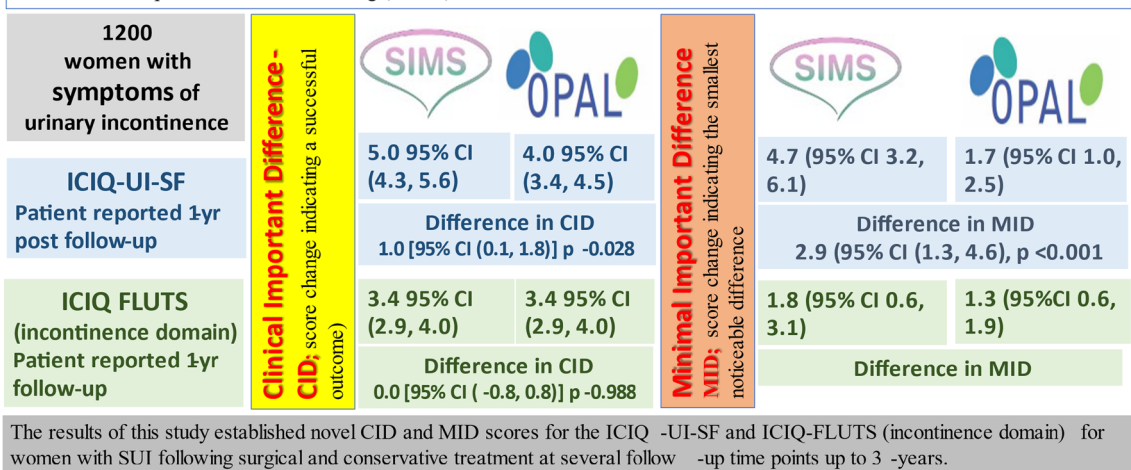 1200
women with
symptoms of
urinary incontinence
Clinical Important Difference -
CID; score change indicating a successful
outcome)
SIMS
OPAL
Minimal Important Difference
MID; score change indicating the smallest
noticeable difference
SIMS
OPAL
ICIQ-UI-SF
Patient reported 1yr
post follow-up
5.0 95% CI
(4.3, 5.6)
4.0 95% CI
(3.4, 4.5)
Difference in CID
1.0 [95% CI (0.1, 1.8)] p -0.028
4.7 (95% CI 3.2,
6.1)
1.7 (95% CI 1.0,
2.5)
Difference in MID
2.9 (95% CI (1.3, 4.6), p <0.001
ICIQ FLUTS
(incontinence domain)
Patient reported 1yr
follow-up
3.4 95% CI
(2.9, 4.0)
3.4 95% CI
(2.9, 4.0)
Difference in CID
0.0 [95% CI ( -0.8, 0.8)] p -0.988
1.8 (95% CI 0.6,
3.1)
1.3 (95%CI 0.6,
1.9)
Difference in MID
The results of this study established novel CID and MID scores for the ICIQ -UI-SF and ICIQ-FLUTS (incontinence domain) for
women with SUI following surgical and conservative treatment at several follow -up time points up to 3 -years.